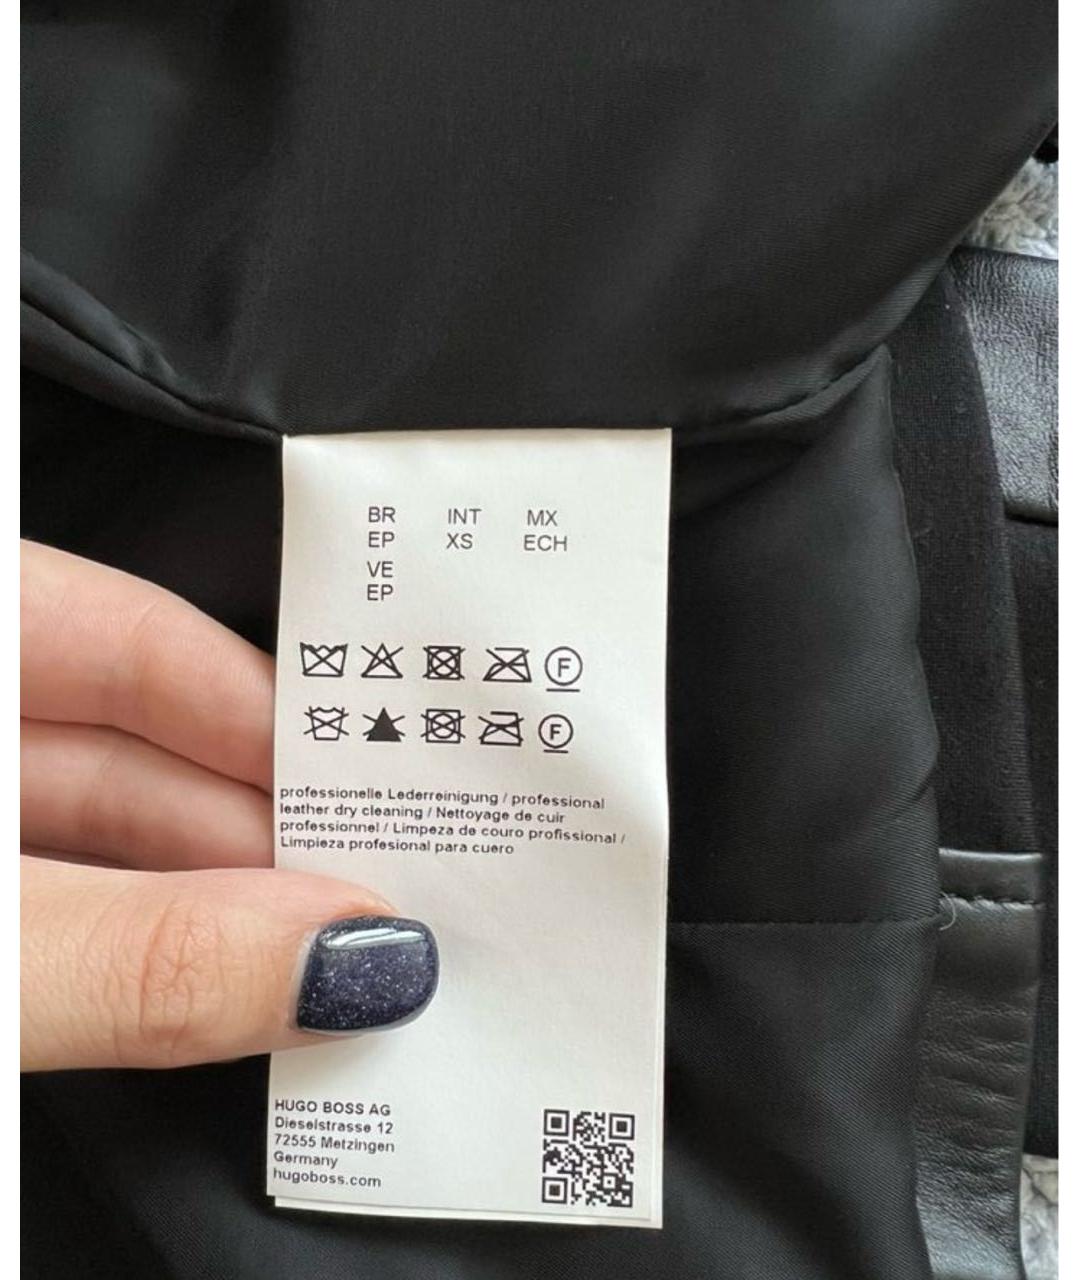 BR INT MX
EP XS ECH
VE
EP
F
F
professionelle Lederreinigung / professional
leather dry cleaning / Nettoyage de cuir
professionnel / Limpeza de couro profissional /
Limpieza profesional para cuero
HUGO BOSS AG
Dieselstrasse 12
72555 Metzingen
Germany
hugoboss.com